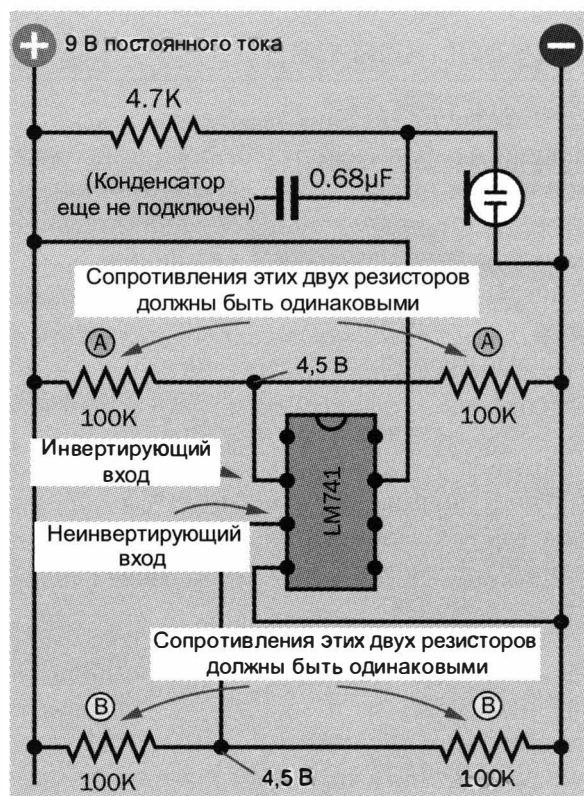 + 9 В постоянного тока −
4.7K
(Конденсатор
еще не подключен)
0.68µF
Сопротивления этих двух резисторов
должны быть одинаковыми
A A
4,5 В
100K 100K
Инвертирующий
вход
LM741
Неинвертирующий
вход
Сопротивления этих двух резисторов
должны быть одинаковыми
B B
100K 4,5 В 100K